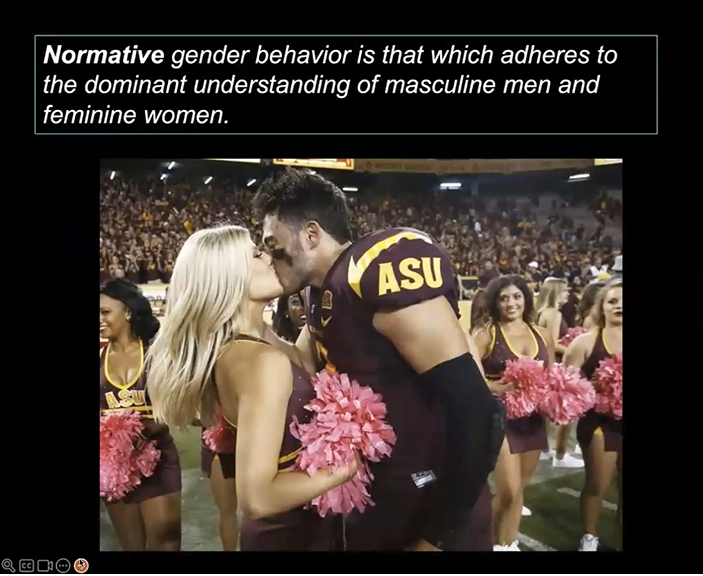 Normative gender behavior is that which adheres to
the dominant understanding of masculine men and
feminine women.
ASU
ASU
CC